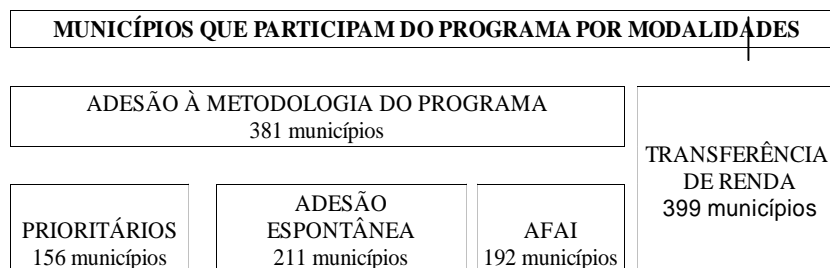 MUNICÍPIOS QUE PARTICIPAM DO PROGRAMA POR MODALIDADES
ADESÃO À METODOLOGIA DO PROGRAMA
381 municípios
TRANSFERÊNCIA
DE RENDA
399 municípios
PRIORITÁRIOS
156 municípios
ADESÃO
ESPONTÂNEA
211 municípios
AFAI
192 municípios